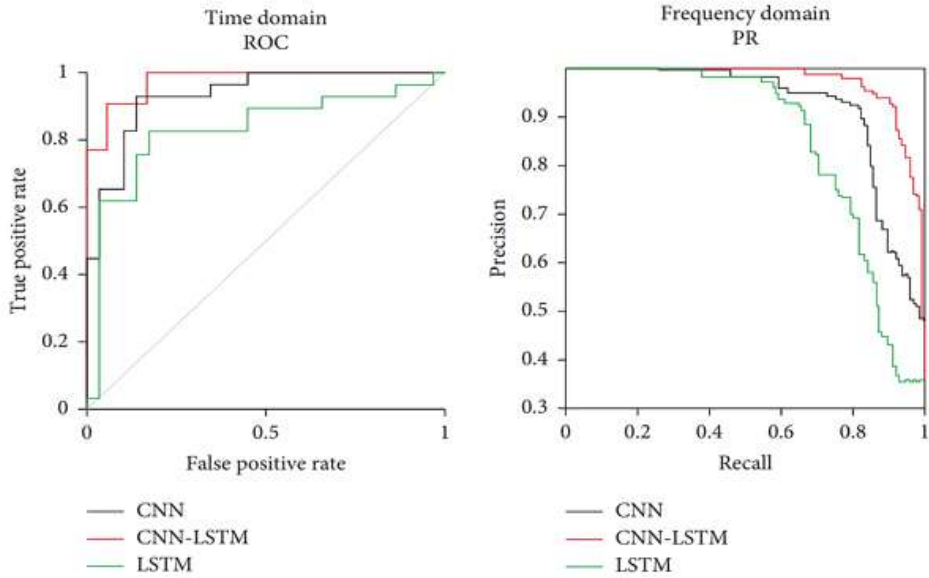 Time domain
ROC
1
0.8
0.6
0.4
0.2
0
True positive rate
0
0.5
1
False positive rate
CNN
CNN-LSTM
LSTM
Frequency domain
PR
0.9
0.8
0.7
0.6
0.5
0.4
0.3
Precision
0
0.2
0.4
0.6
0.8
1
Recall
CNN
CNN-LSTM
LSTM